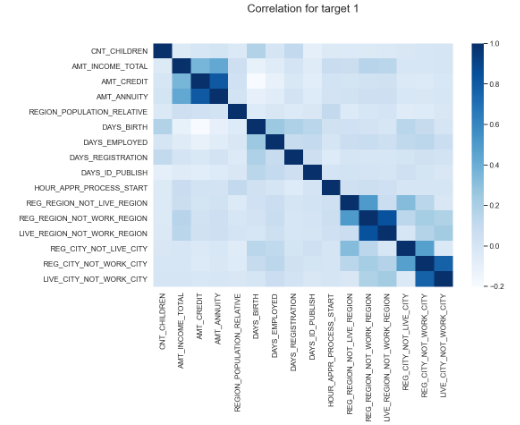 Correlation for target 1
CNT_CHILDREN
AMT_INCOME_TOTAL
AMT_CREDIT
AMT_ANNUITY
REGION_POPULATION_RELATIVE
DAYS_BIRTH
DAYS_EMPLOYED
DAYS_REGISTRATION
DAYS_ID_PUBLISH
HOUR_APPR_PROCESS_START
REG_REGION_NOT_LIVE_REGION
REG_REGION_NOT_WORK_REGION
LIVE_REGION_NOT_WORK_REGION
REG_CITY_NOT_LIVE_CITY
REG_CITY_NOT_WORK_CITY
LIVE_CITY_NOT_WORK_CITY
CNT_CHILDREN
AMT_INCOME_TOTAL
AMT_CREDIT
AMT_ANNUITY
REGION_POPULATION_RELATIVE
DAYS_BIRTH
DAYS_EMPLOYED
DAYS_REGISTRATION
DAYS_ID_PUBLISH
HOUR_APPR_PROCESS_START
REG_REGION_NOT_LIVE_REGION
REG_REGION_NOT_WORK_REGION
LIVE_REGION_NOT_WORK_REGION
REG_CITY_NOT_LIVE_CITY
REG_CITY_NOT_WORK_CITY
LIVE_CITY_NOT_WORK_CITY
1.0
0.8
0.6
0.4
0.2
0.0
-0.2